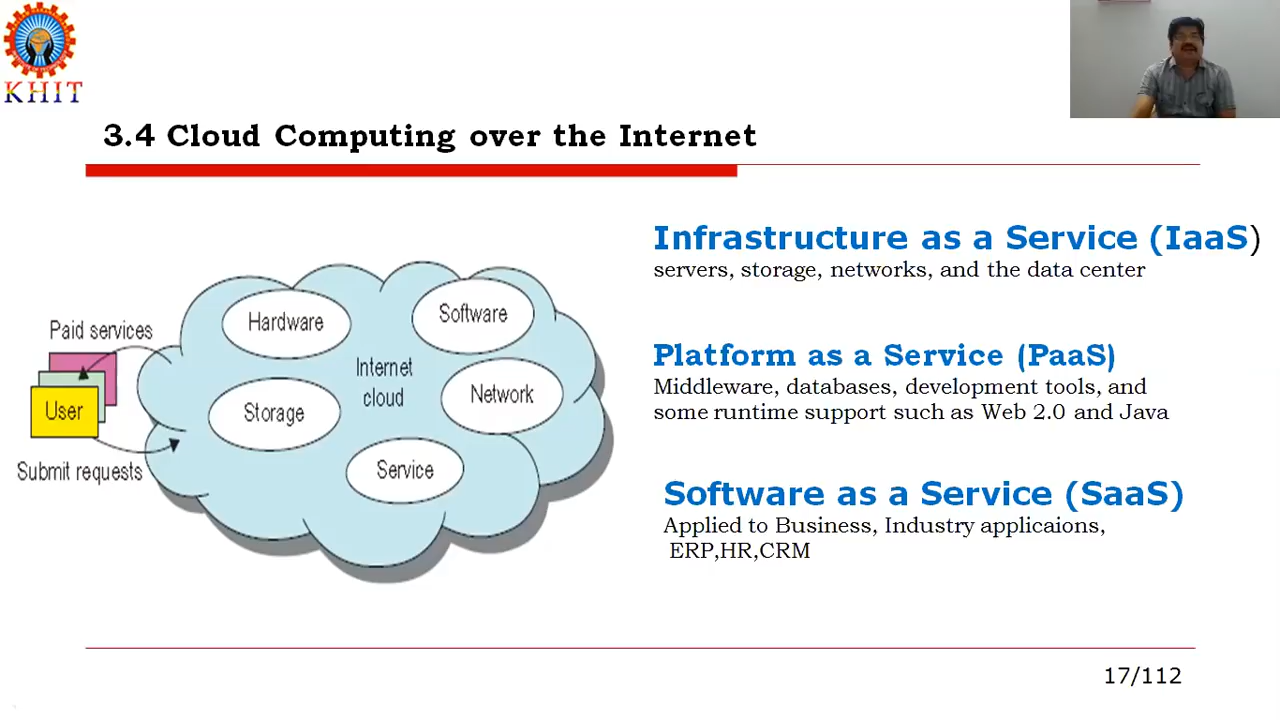 KHIT
3.4 Cloud Computing over the Internet
Infrastructure as a Service (IaaS)
servers, storage, networks, and the data center
Platform as a Service (PaaS)
Middleware, databases, development tools, and
some runtime support such as Web 2.0 and Java
Software as a Service (SaaS)
Applied to Business, Industry applicaions,
ERP,HR,CRM
Paid services
User
Submit requests
Hardware
Software
Internet
cloud
Storage
Network
Service
17/112